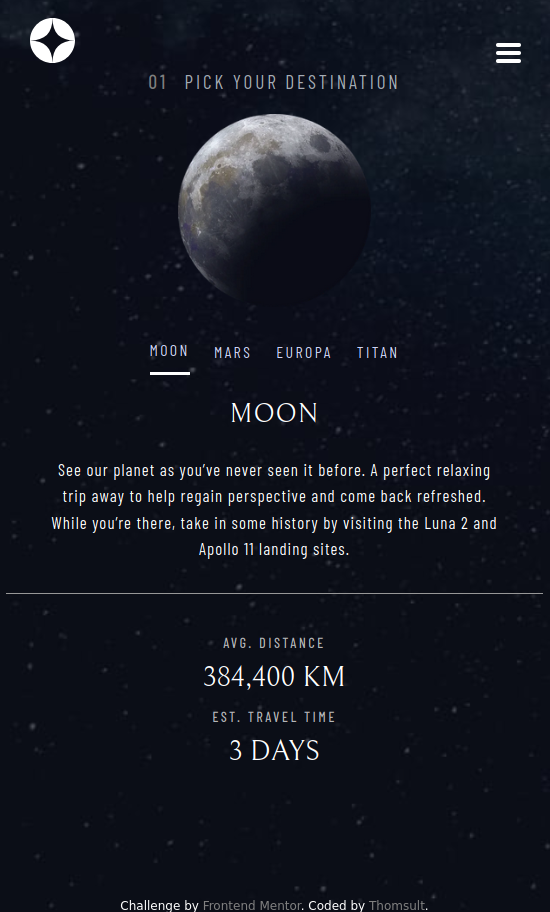 01 PICK YOUR DESTINATION
MOON MARS EUROPA TITAN
MOON
See our planet as you’ve never seen it before. A perfect relaxing
trip away to help regain perspective and come back refreshed.
While you’re there, take in some history by visiting the Luna 2 and
Apollo 11 landing sites.
AVG. DISTANCE
384,400 KM
EST. TRAVEL TIME
3 DAYS
Challenge by Frontend Mentor. Coded by Thomsult.